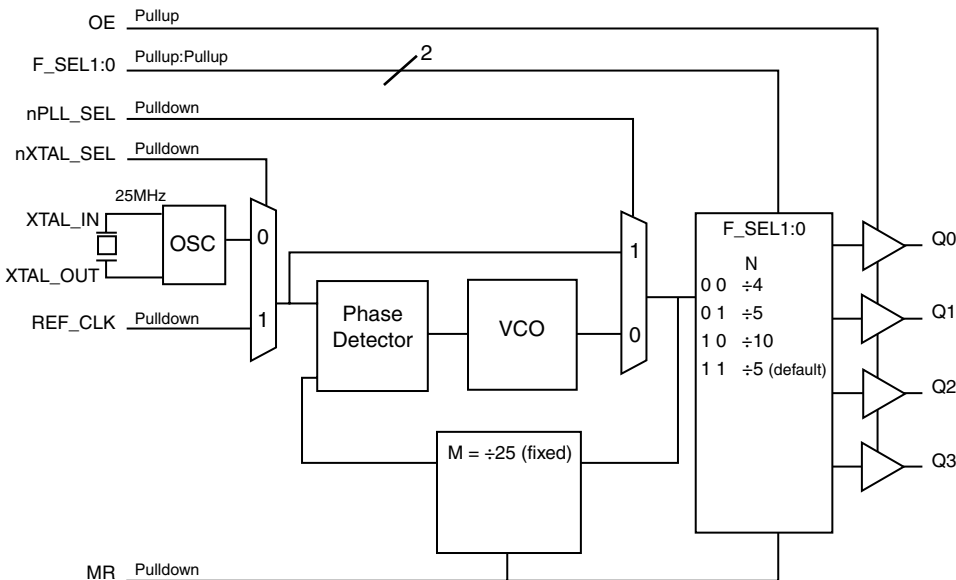 OE Pullup
F_SEL1:0 Pullup:Pullup 2
nPLL_SEL Pulldown
nXTAL_SEL Pulldown
25MHz
XTAL_IN
OSC
XTAL_OUT
REF_CLK Pulldown
0
1
Phase
Detector
VCO
1
0
M = ÷25 (fixed)
F_SEL1:0
N
0 0 ÷4
0 1 ÷5
1 0 ÷10
1 1 ÷5 (default)
Q0
Q1
Q2
Q3
MR Pulldown